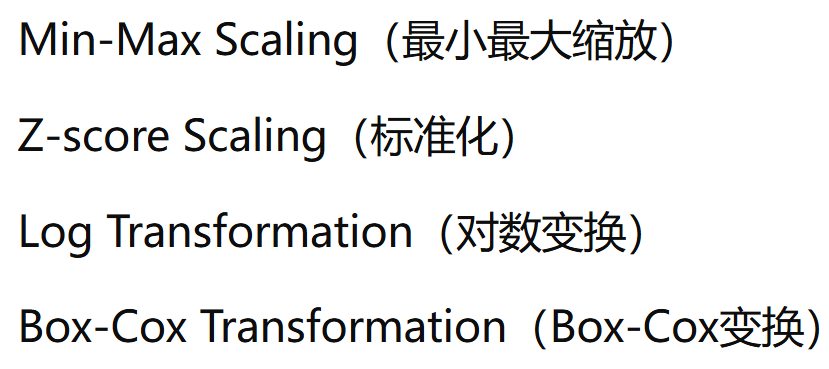 Min-Max Scaling（最小最大缩放）
Z-score Scaling（标准化）
Log Transformation（对数变换）
Box-Cox Transformation（Box-Cox变换）